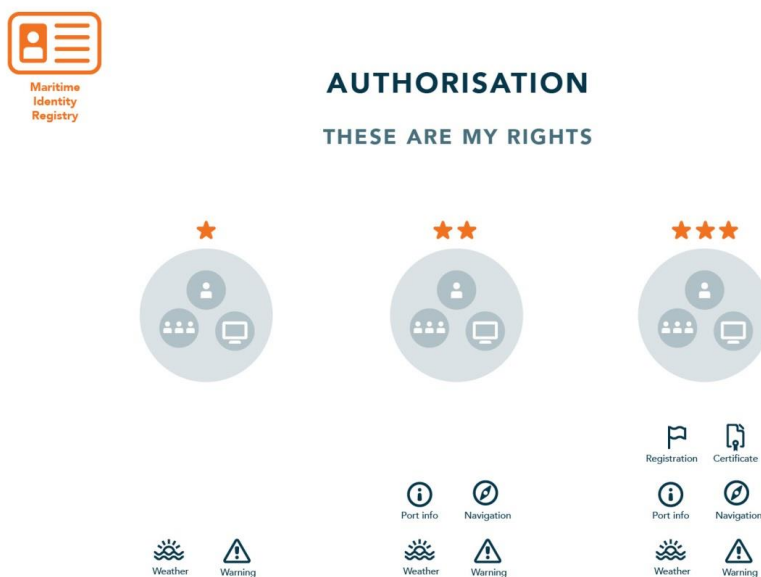 Maritime
Identity
Registry
AUTHORISATION
THESE ARE MY RIGHTS
Registration Certificate
Port info Navigation Port info Navigation
Weather Warning Weather Warning Weather Warning